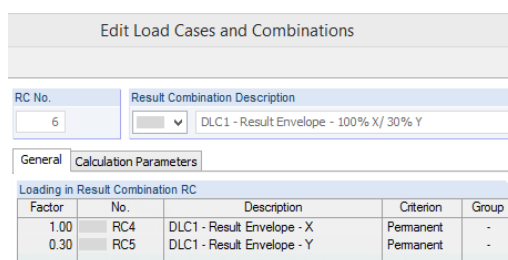 Edit Load Cases and Combinations
RC No. Result Combination Description
6 DLC1 - Result Envelope - 100% X/ 30% Y
General Calculation Parameters
Loading in Result Combination RC
Factor No. Description Criterion Group
1.00 RC4 DLC1 - Result Envelope - X Permanent -
0.30 RC5 DLC1 - Result Envelope - Y Permanent -